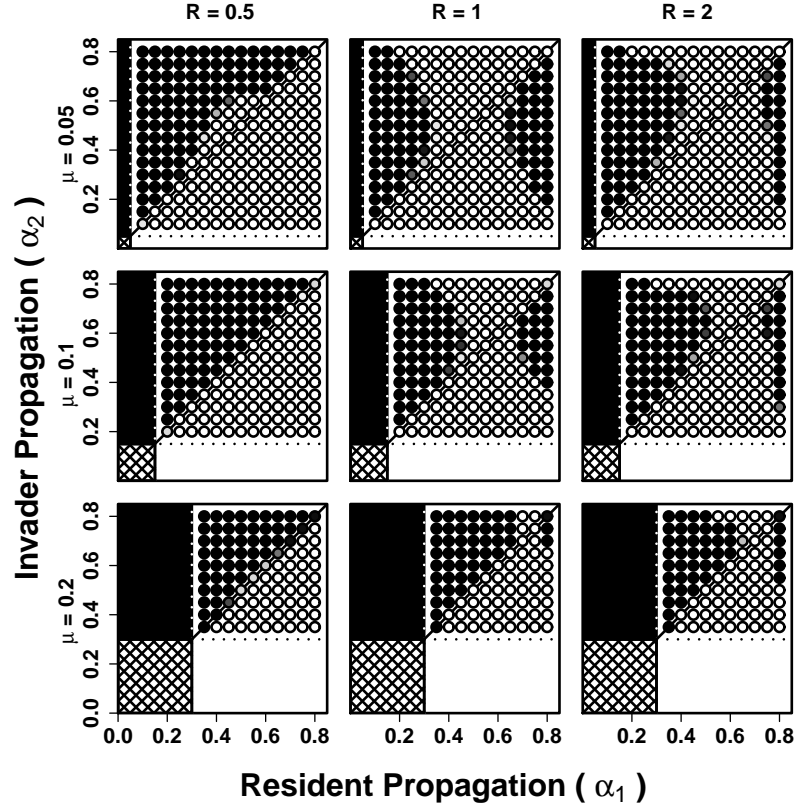 R = 0.5 R = 1 R = 2
Invader Propagation ( α2 )
μ = 0.05
0.2 0.4 0.6 0.8
μ = 0.1
0.2 0.4 0.6 0.8
μ = 0.2
0.0 0.2 0.4 0.6 0.8
0.0 0.2 0.4 0.6 0.8
0.2 0.4 0.6 0.8
0.2 0.4 0.6 0.8
Resident Propagation ( α1 )